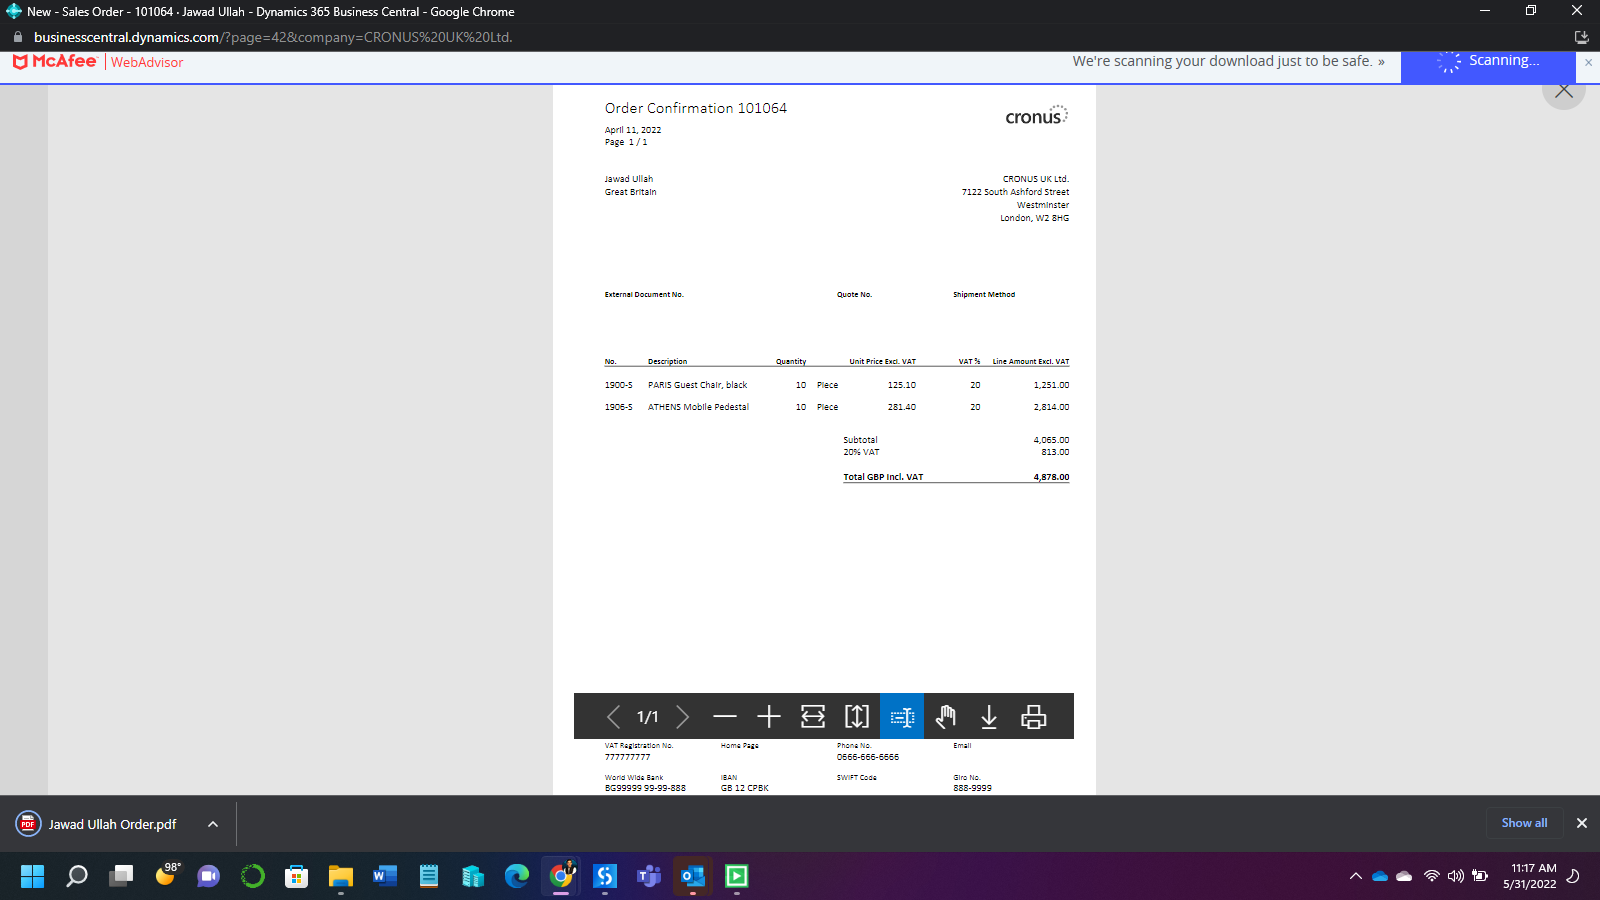 New - Sales Order - 101064 · Jawad Ullah - Dynamics 365 Business Central - Google Chrome
businesscentral.dynamics.com/?page=42&company=CRONUS%20UK%20Ltd.
McAfee | WebAdvisor
We're scanning your download just to be safe. »
Scanning...
Order Confirmation 101064
cronus
April 11, 2022
Page 1 / 1
Jawad Ullah
Great Britain
CRONUS UK Ltd.
7122 South Ashford Street
Westminster
London, W2 8HG
External Document No. Quote No. Shipment Method
No. Description Quantity Unit Price Excl. VAT VAT % Line Amount Excl. VAT
1900-S PARIS Guest Chair, black 10 Piece 125.10 20 1,251.00
1906-S ATHENS Mobile Pedestal 10 Piece 281.40 20 2,814.00
Subtotal 4,065.00
20% VAT 813.00
Total GBP Incl. VAT 4,878.00
1/1
VAT Registration No. Home Page Phone No. Email
777777777 0666-666-6666
World Wide Bank IBAN SWIFT Code Giro No.
BG99999 99-99-888 GB 12 CPBK 888-9999
PDF
Jawad Ullah Order.pdf
Show all
98°
11:17 AM
5/31/2022